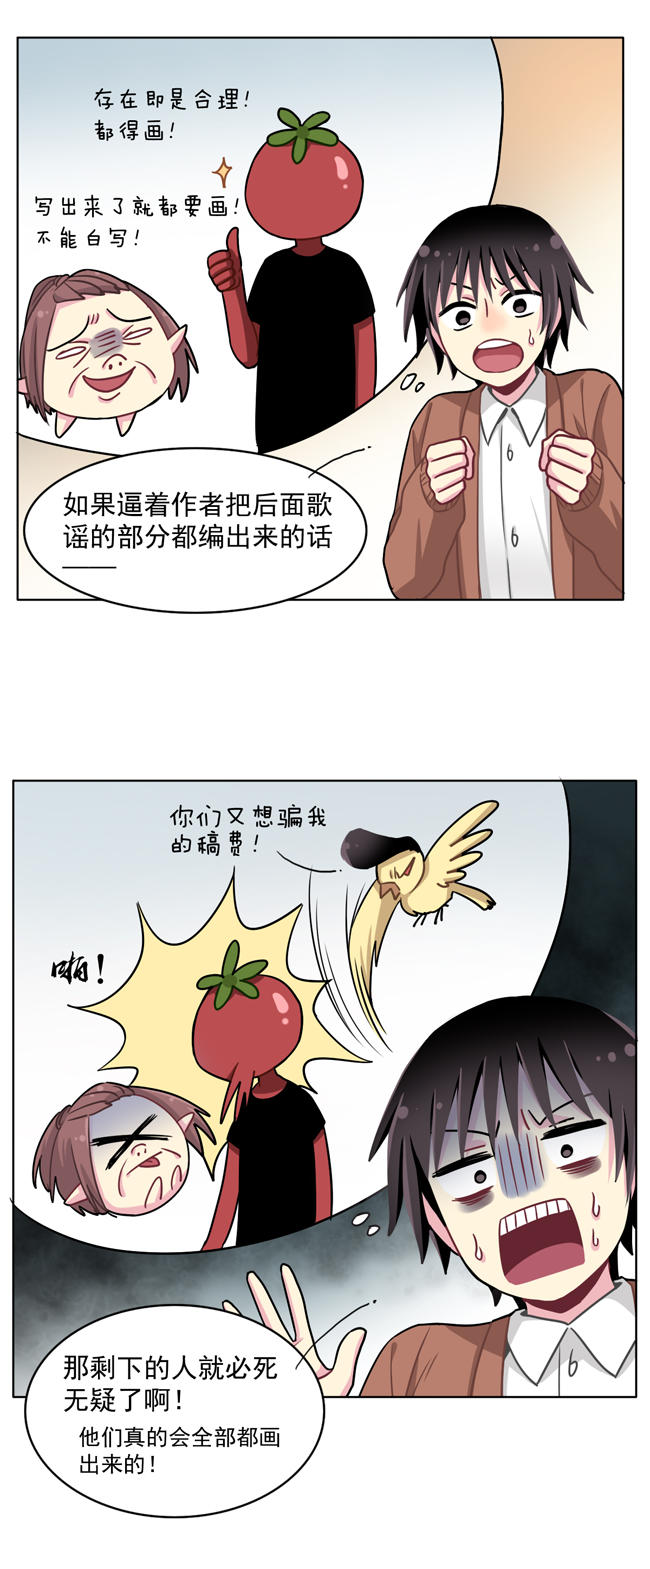 存在即是合理！
都得画！
写出来了就都要画！
不能白写！
如果逼着作者把后面歌
谣的部分都编出来的话
——
你们又想骗我
的稿费！
啪！
那剩下的人就必死
无疑了啊！
他们真的会全部都画
出来的！